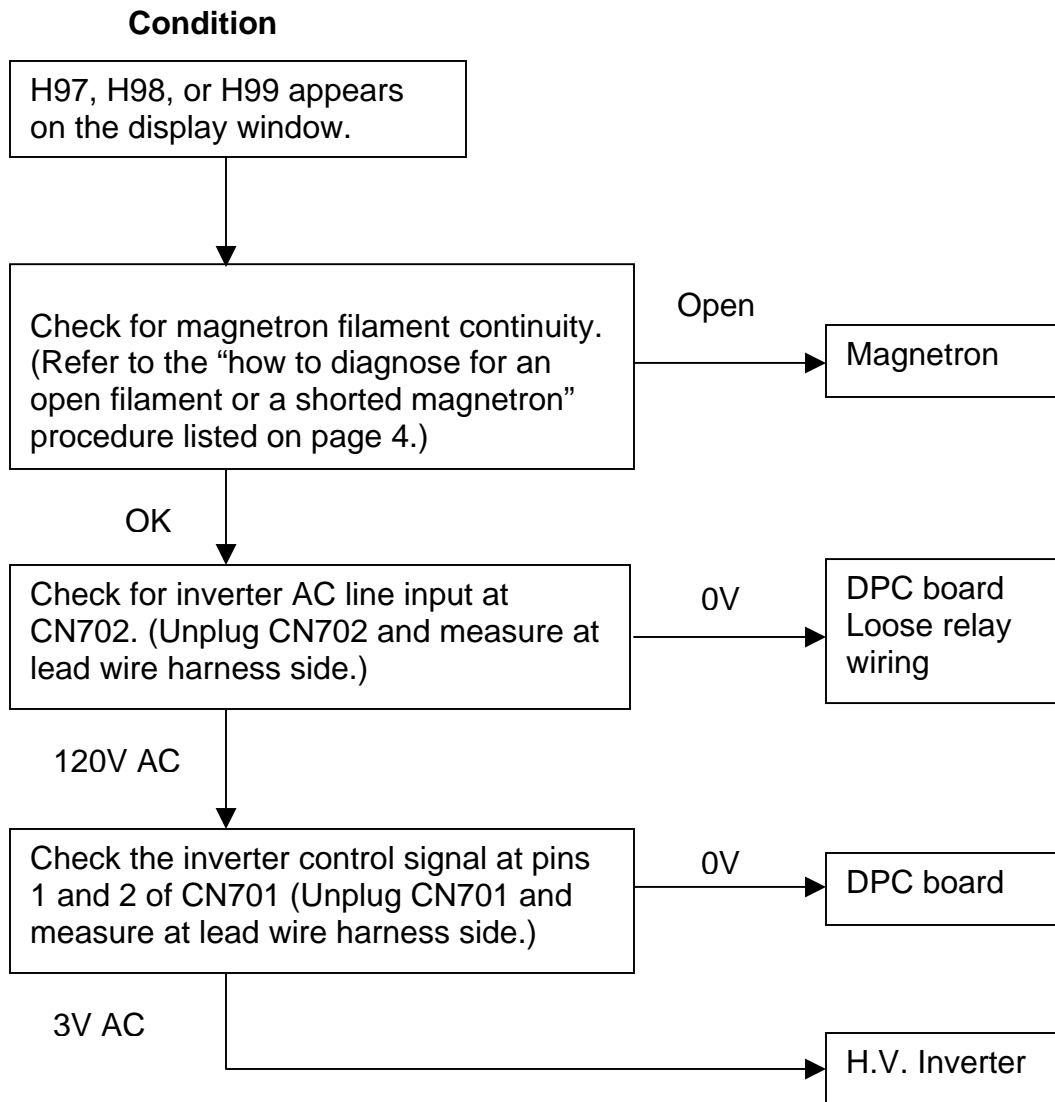 Condition
H97, H98, or H99 appears
on the display window.
Check for magnetron filament continuity.
(Refer to the “how to diagnose for an
open filament or a shorted magnetron”
procedure listed on page 4.)
Open
Magnetron
OK
Check for inverter AC line input at
CN702. (Unplug CN702 and measure at
lead wire harness side.)
0V
DPC board
Loose relay
wiring
120V AC
Check the inverter control signal at pins
1 and 2 of CN701 (Unplug CN701 and
measure at lead wire harness side.)
0V
DPC board
3V AC
H.V. Inverter